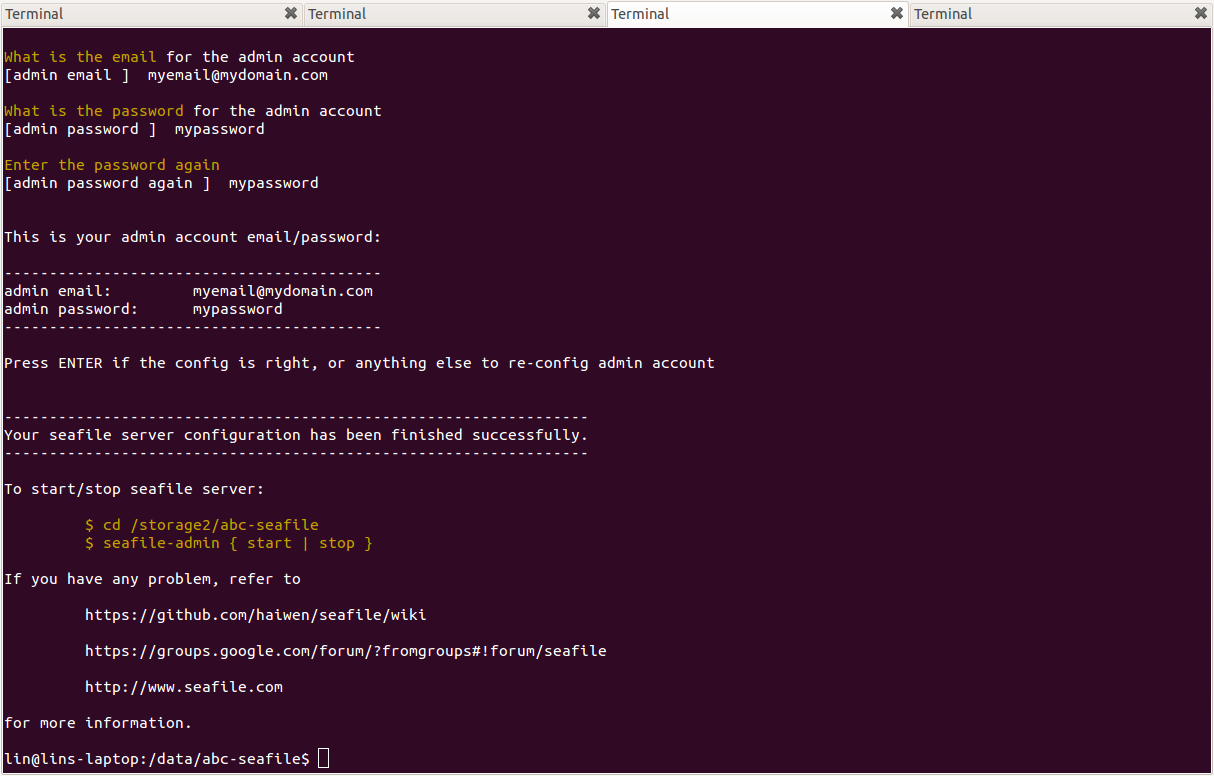 Terminal Terminal Terminal Terminal
What is the email for the admin account
[admin email ]  myemail@mydomain.com
What is the password for the admin account
[admin password ]  mypassword
Enter the password again
[admin password again ]  mypassword
This is your admin account email/password:
------------------------------------------
admin email:         myemail@mydomain.com
admin password:      mypassword
------------------------------------------
Press ENTER if the config is right, or anything else to re-config admin account
-----------------------------------------------------------------
Your seafile server configuration has been finished successfully.
-----------------------------------------------------------------
To start/stop seafile server:
$ cd /storage2/abc-seafile
$ seafile-admin { start | stop }
If you have any problem, refer to
https://github.com/haiwen/seafile/wiki
https://groups.google.com/forum/?fromgroups#!forum/seafile
http://www.seafile.com
for more information.
lin@lins-laptop:/data/abc-seafile$